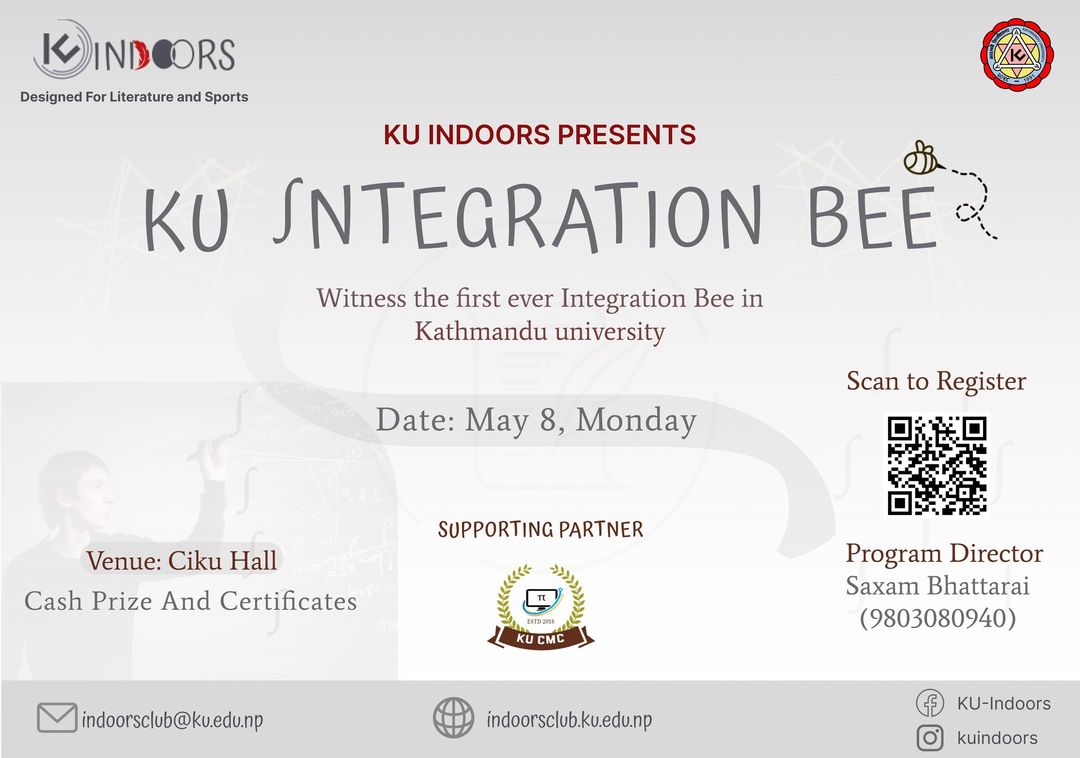 KU INDOORS
Designed For Literature and Sports
KU INDOORS PRESENTS
KU ∫NTEGRATION BEE
Witness the first ever Integration Bee in
Kathmandu university
Scan to Register
Date: May 8, Monday
SUPPORTING PARTNER
Venue: Ciku Hall
Cash Prize And Certificates
π
ESTD 2018
KU CMC
Program Director
Saxam Bhattarai
(9803080940)
indoorsclub@ku.edu.np
indoorsclub.ku.edu.np
KU-Indoors
kuindoors